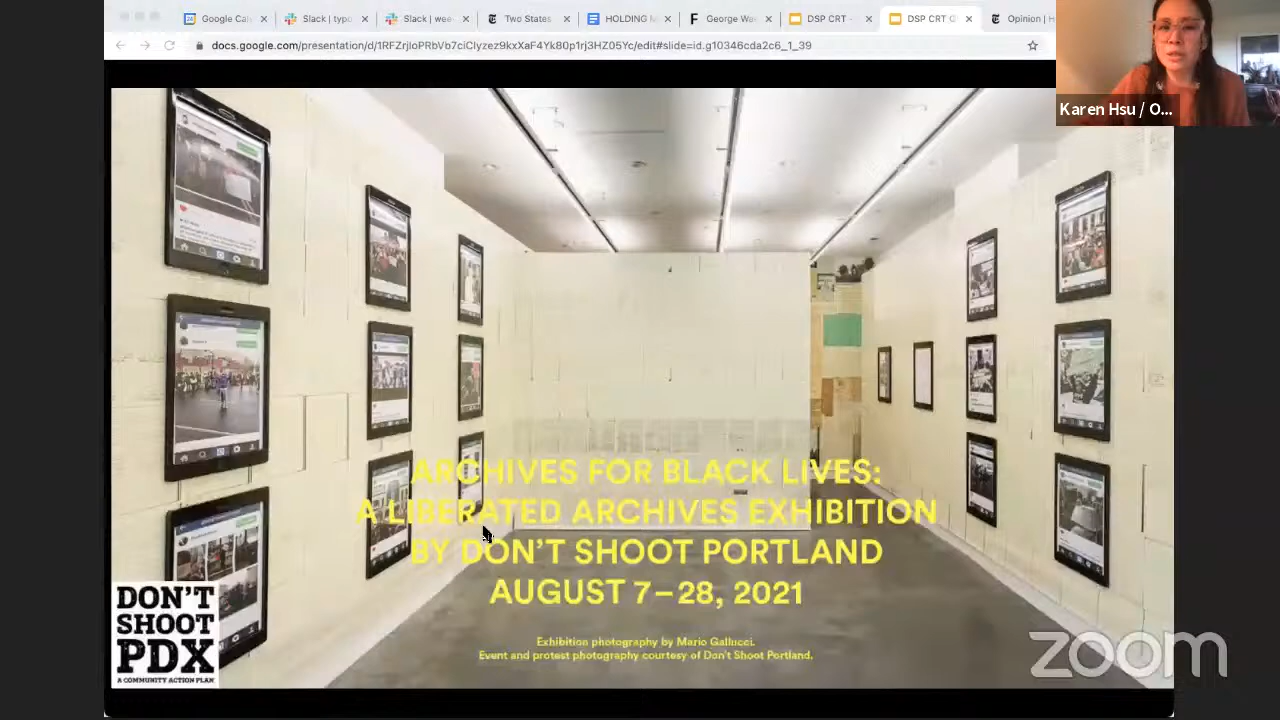 Google Cal
Slack | typo
Slack | wee
Two States
HOLDING
George Wa
DSP CRT
DSP CRT
Opinion | H
docs.google.com/presentation/d/1RFZrjIoPRbVb7ciClyzez9kxXaF4Yk80p1rj3HZ05Yc/edit#slide=id.g10346cda2c6_1_39
Karen Hsu / O...
ARCHIVES FOR BLACK LIVES:
A LIBERATED ARCHIVES EXHIBITION
BY DON'T SHOOT PORTLAND
AUGUST 7–28, 2021
Exhibition photography by Mario Gallucci.
Event and protest photography courtesy of Don't Shoot Portland.
DON'T
SHOOT
PDX
A COMMUNITY ACTION PLAN
zoom